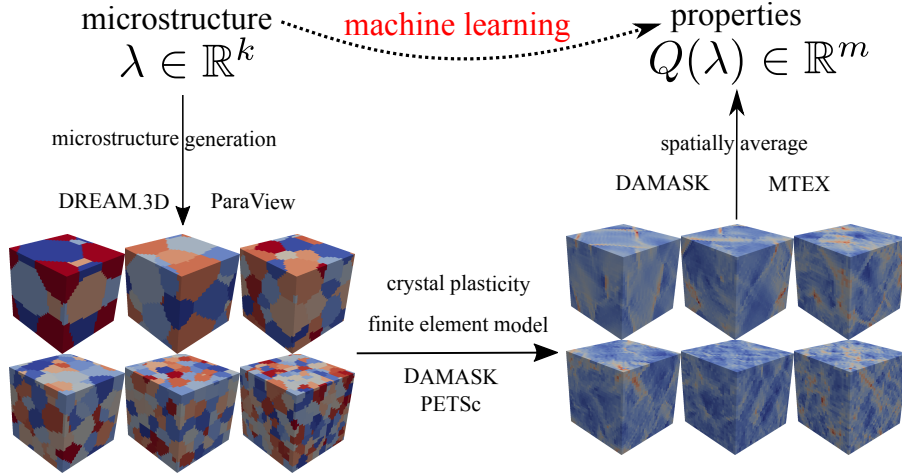 microstructure
λ ∈ ℝ^k
machine learning
properties
Q(λ) ∈ ℝ^m
microstructure generation
DREAM.3D ParaView
spatially average
DAMASK MTEX
crystal plasticity
finite element model
DAMASK
PETSc